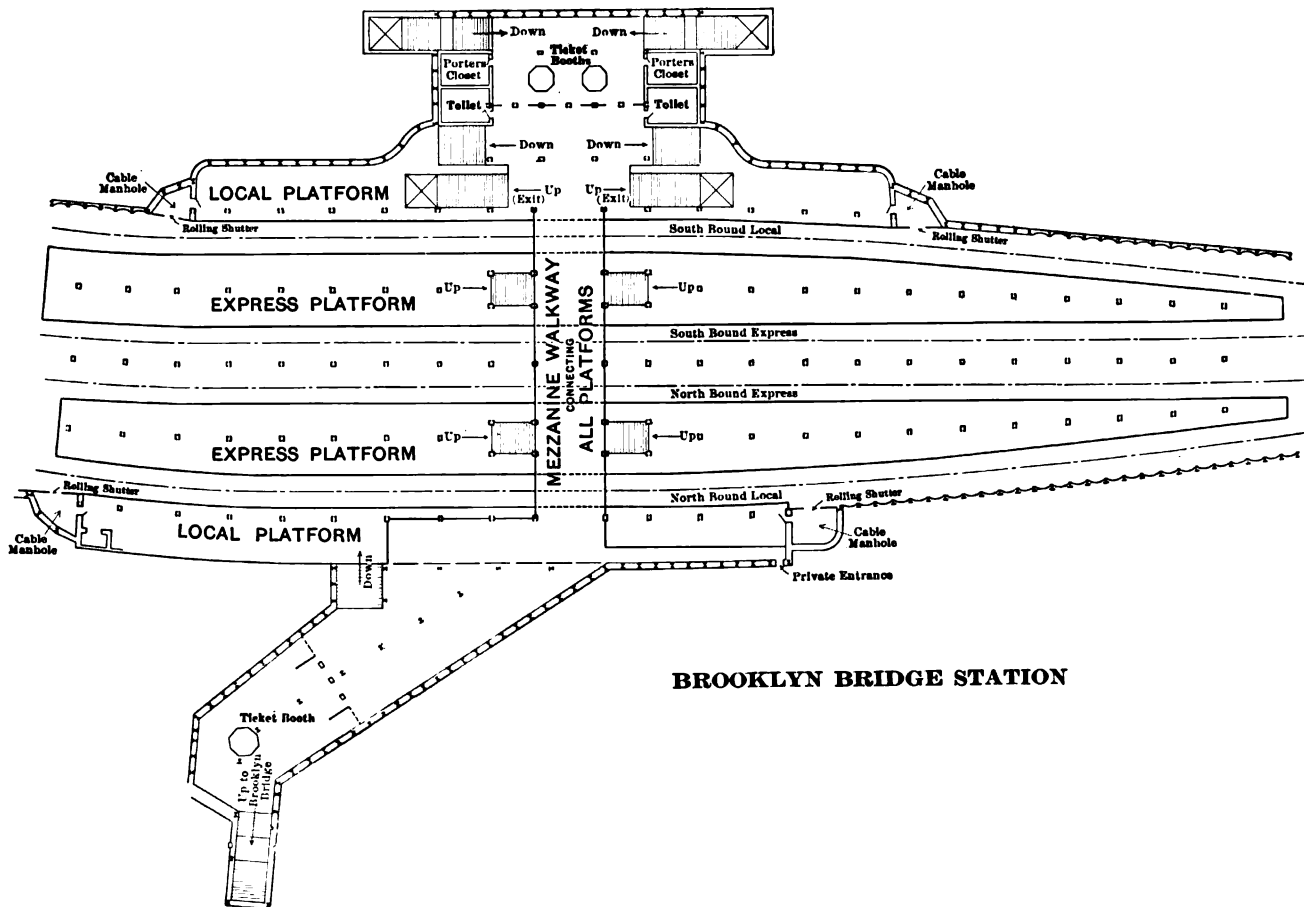 Down
Down
Ticket
Booths
Porters
Closet
Porters
Closet
Toilet
Toilet
Down
Down
Cable
Manhole
LOCAL PLATFORM
Up
(Exit)
Up
(Exit)
Cable
Manhole
Rolling Shutter
South Bound Local
Rolling Shutter
Up
EXPRESS PLATFORM
Up
MEZZANINE WALKWAY
CONNECTING
ALL PLATFORMS
South Bound Express
North Bound Express
Up
EXPRESS PLATFORM
Up
Rolling Shutter
North Bound Local
Rolling Shutter
Cable
Manhole
LOCAL PLATFORM
Cable
Manhole
Down
Private Entrance
BROOKLYN BRIDGE STATION
Ticket Booth
Up to
Brooklyn
Bridge